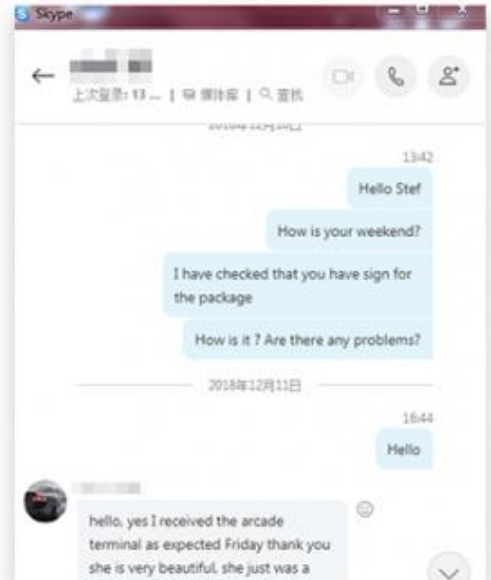 Skype
上次登录: 13 ... | 媒体库 | 查找
13:42
Hello Stef
How is your weekend?
I have checked that you have sign for
the package
How is it ? Are there any problems?
2018年12月11日
16:44
Hello
hello, yes I received the arcade
terminal as expected Friday thank you
she is very beautiful. she just was a